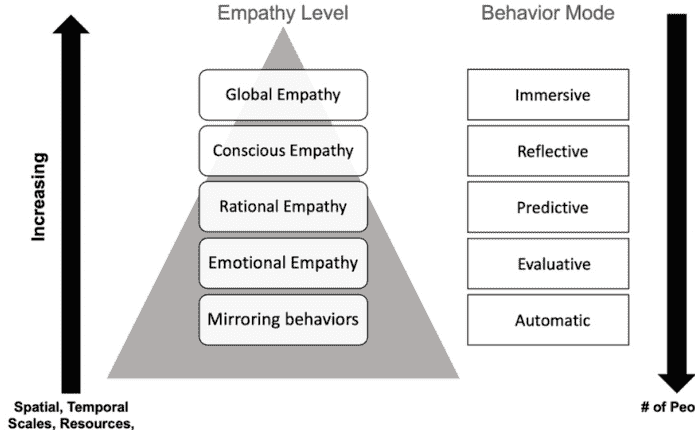 Empathy Level
Behavior Mode
Global Empathy
Immersive
Conscious Empathy
Reflective
Rational Empathy
Predictive
Emotional Empathy
Evaluative
Mirroring behaviors
Automatic
Increasing
Spatial, Temporal
Scales, Resources,
# of Peo